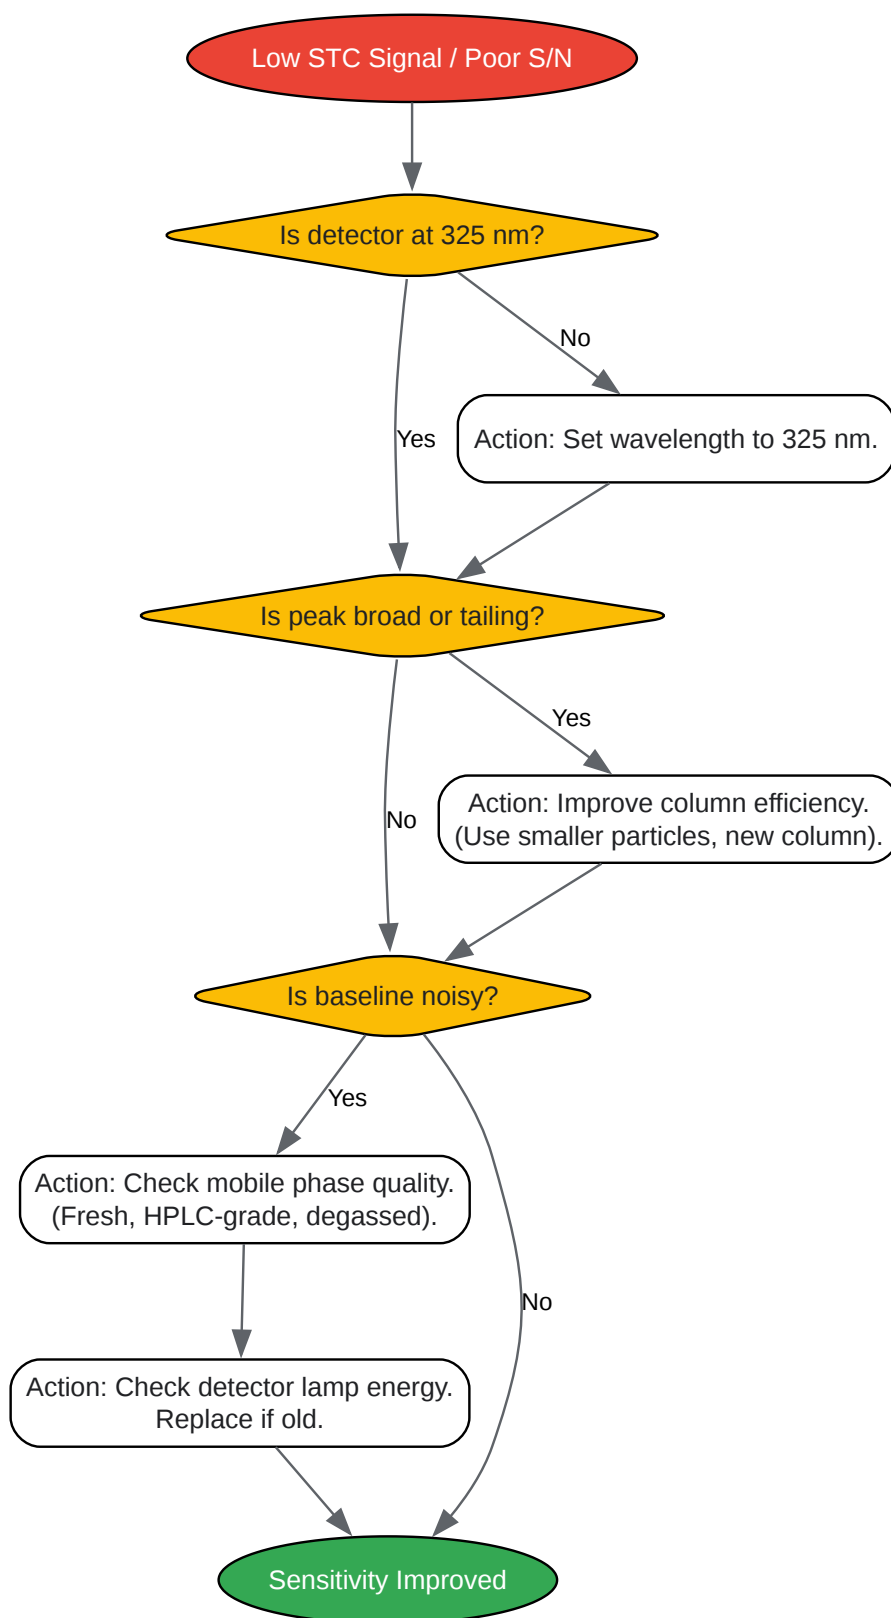 Low STC Signal / Poor S/N
Is detector at 325 nm?
No
Yes
Action: Set wavelength to 325 nm.
Is peak broad or tailing?
Yes
No
Action: Improve column efficiency.
(Use smaller particles, new column).
Is baseline noisy?
Yes
Action: Check mobile phase quality.
(Fresh, HPLC-grade, degassed).
No
Action: Check detector lamp energy.
Replace if old.
Sensitivity Improved